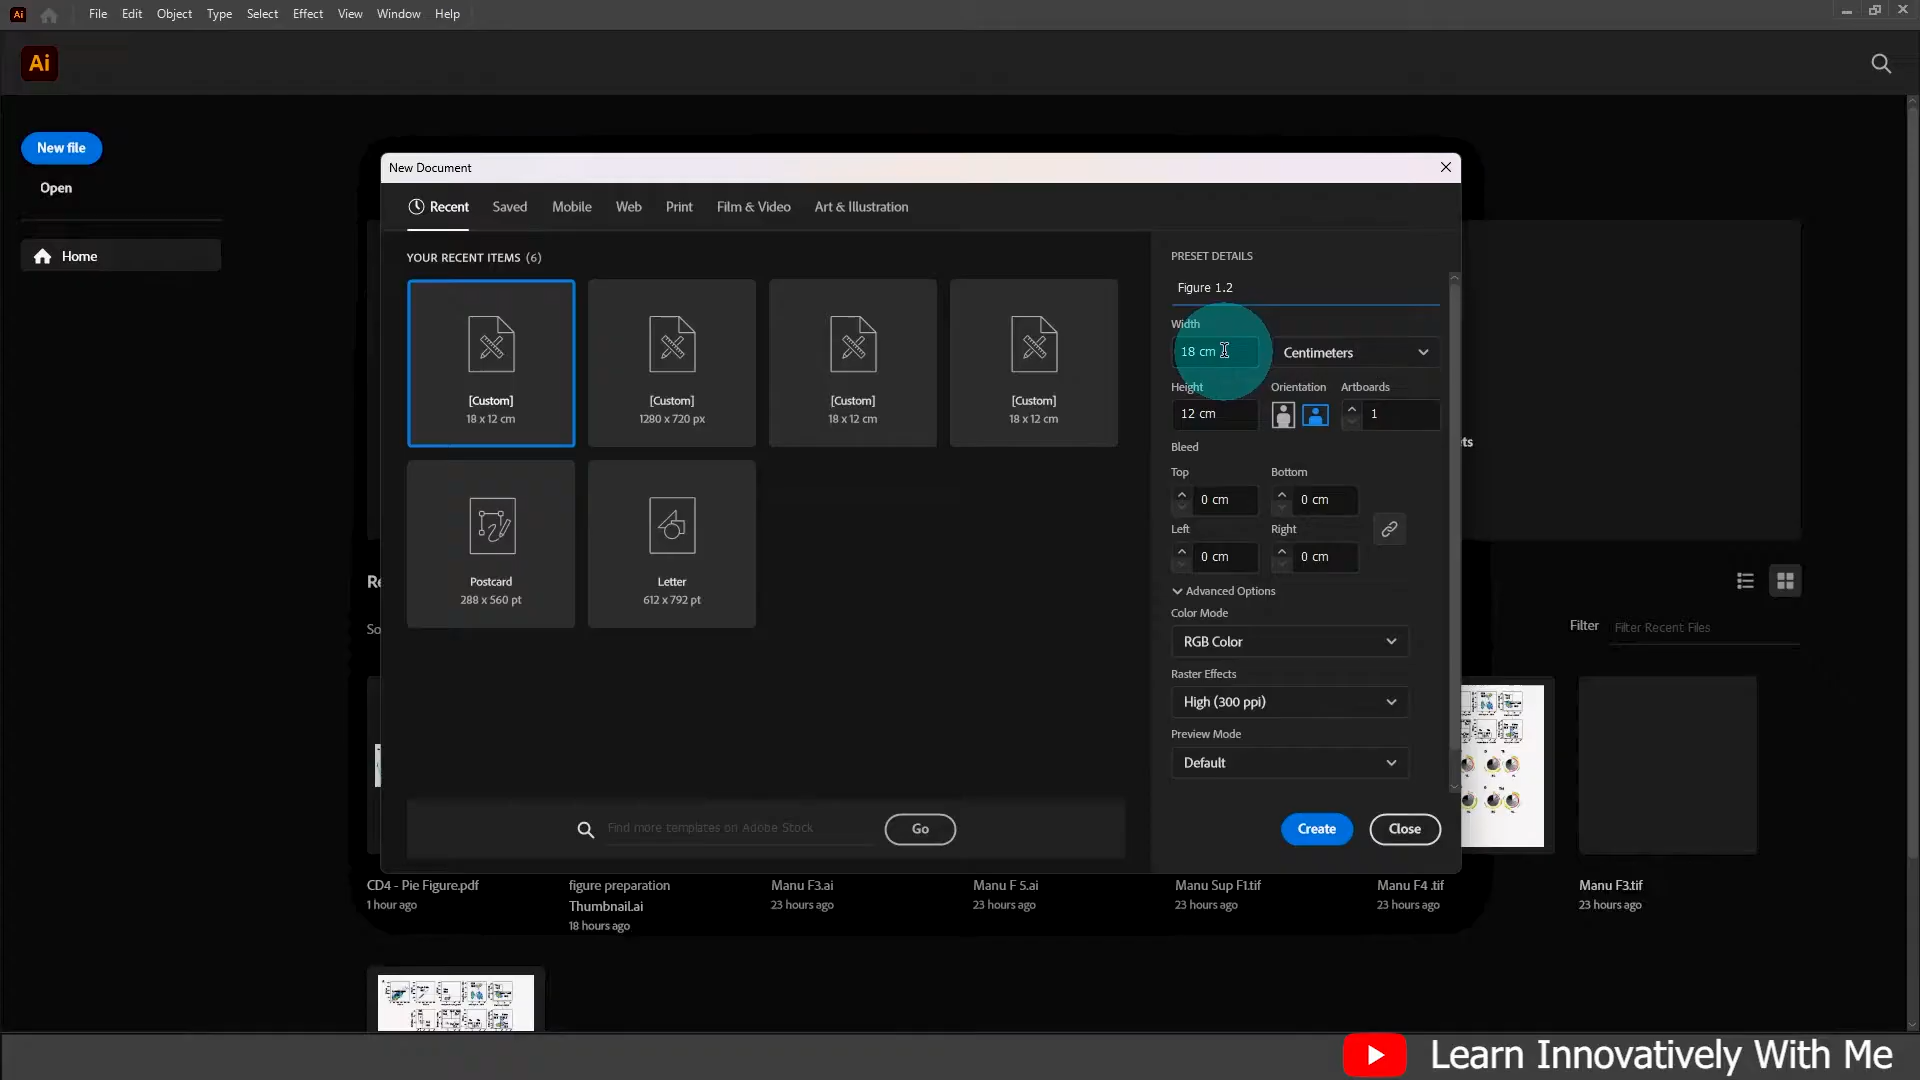 Ai
File Edit Object Type Select Effect View Window Help
Ai
New file
Open
Home
New Document
Recent Saved Mobile Web Print Film & Video Art & Illustration
YOUR RECENT ITEMS (6)
[Custom]
18 x 12 cm
[Custom]
1280 x 720 px
[Custom]
18 x 12 cm
[Custom]
18 x 12 cm
Postcard
288 x 560 pt
Letter
612 x 792 pt
Find more templates on Adobe Stock
Go
PRESET DETAILS
Figure 1.2
Width
18 cm Centimeters
Height Orientation Artboards
12 cm 1
Bleed
Top Bottom
0 cm 0 cm
Left Right
0 cm 0 cm
Advanced Options
Color Mode
RGB Color
Raster Effects
High (300 ppi)
Preview Mode
Default
Create Close
Filter Filter Recent Files
CD4 - Pie Figure.pdf
1 hour ago
figure preparation
Thumbnail.ai
18 hours ago
Manu F3.ai
23 hours ago
Manu F 5.ai
23 hours ago
Manu Sup F1.tif
23 hours ago
Manu F4 .tif
23 hours ago
Manu F3.tif
23 hours ago
Learn Innovatively With Me